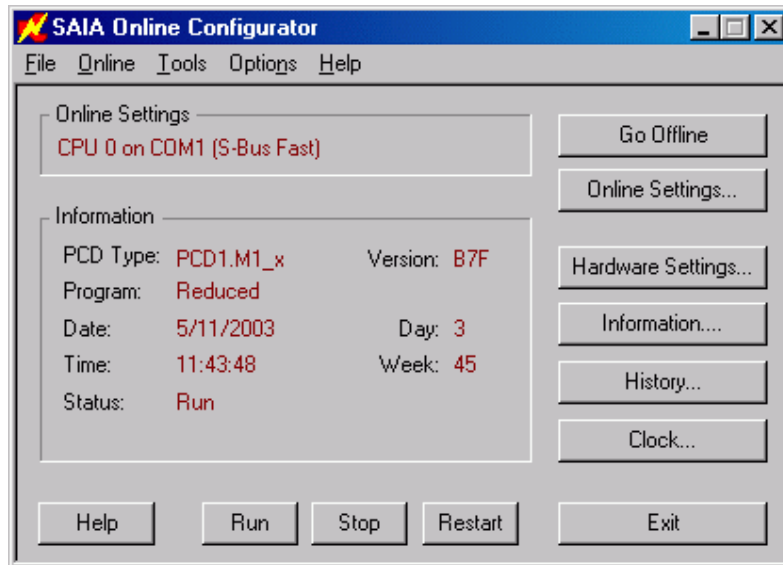 SAIA Online Configurator
File Online Tools Options Help
Online Settings
CPU 0 on COM1 (S-Bus Fast)
Go Offline
Online Settings...
Information
PCD Type: PCD1.M1_x Version: B7F
Hardware Settings...
Program: Reduced
Date: 5/11/2003 Day: 3
Information....
Time: 11:43:48 Week: 45
History...
Status: Run
Clock...
Help Run Stop Restart Exit